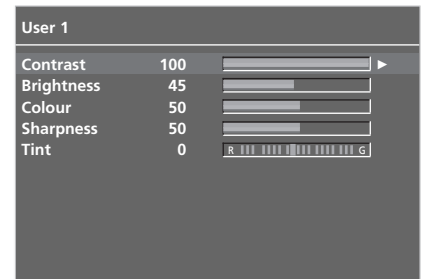 User 1
Contrast 100
Brightness 45
Colour 50
Sharpness 50
Tint 0 R G